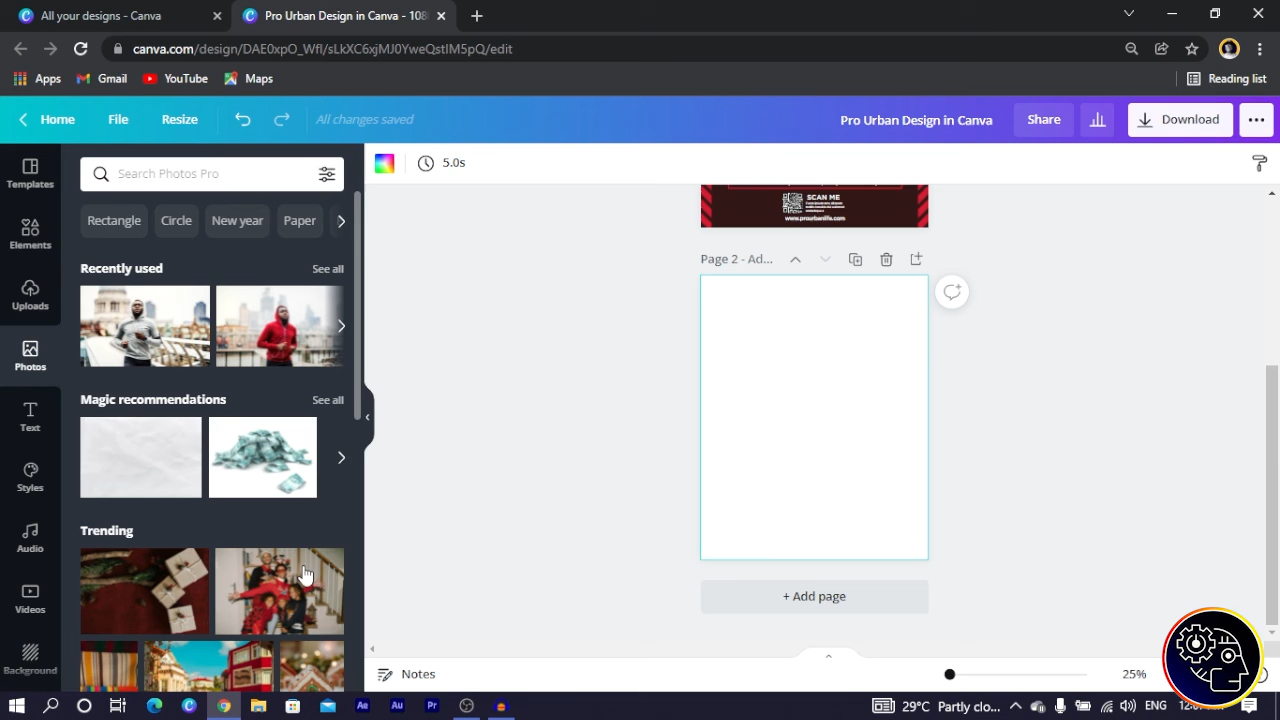 All your designs - Canva
Pro Urban Design in Canva - 108
canva.com/design/DAE0xpO_WfI/sLkXC6xjMJ0YweQstIM5pQ/edit
Apps
Gmail
YouTube
Maps
Reading list
Home
File
Resize
All changes saved
Pro Urban Design in Canva
Share
Download
Templates
Search Photos Pro
5.0s
Rectangle
Circle
New year
Paper
Elements
SCAN ME
www.prourbanlife.com
Recently used
See all
Page 2 - Ad...
Uploads
Photos
Magic recommendations
See all
Text
Styles
Trending
Audio
Videos
+ Add page
Background
Notes
25%
Ae
Au
Pr
29°C Partly clo...
ENG